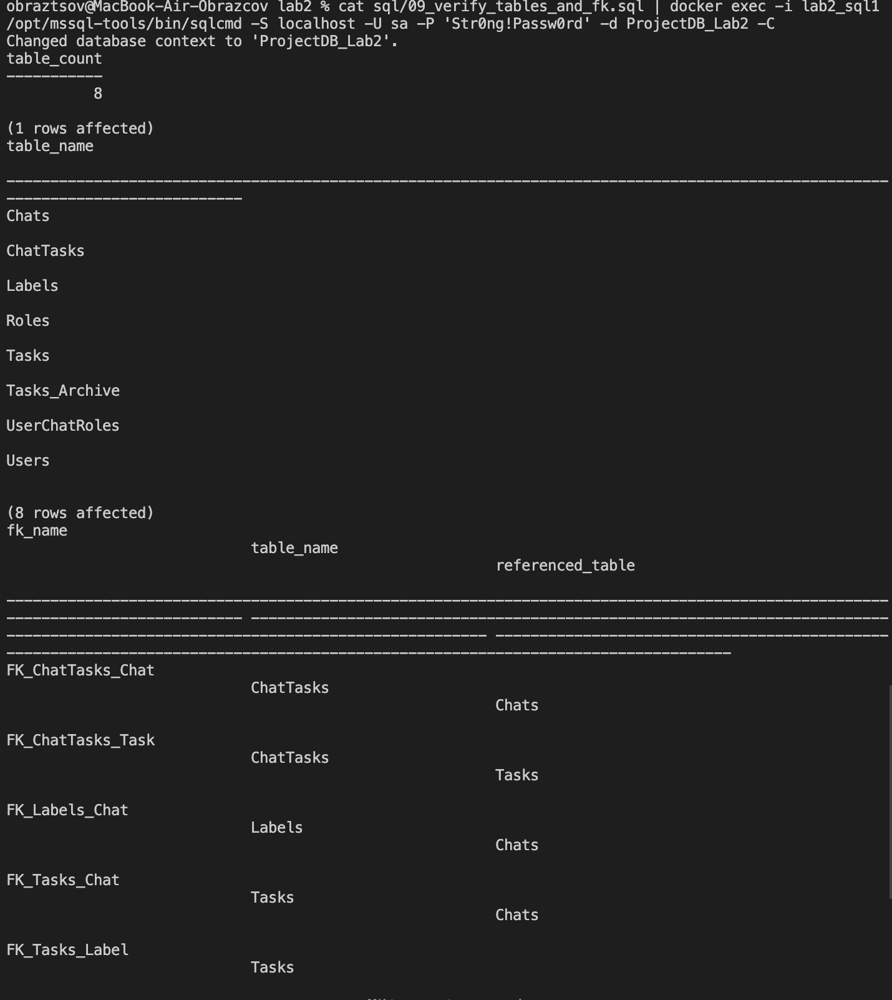 obraztsov@MacBook-Air-Obrazcov lab2 % cat sql/09_verify_tables_and_fk.sql | docker exec -i lab2_sql1
/opt/mssql-tools/bin/sqlcmd -S localhost -U sa -P 'Str0ng!Passw0rd' -d ProjectDB_Lab2 -C
Changed database context to 'ProjectDB_Lab2'.
table_count
-----------
8
(1 rows affected)
table_name
-----------------------------------------------------------------------------------------------------
---------------------------
Chats
ChatTasks
Labels
Roles
Tasks
Tasks_Archive
UserChatRoles
Users
(8 rows affected)
fk_name
table_name
referenced_table
-----------------------------------------------------------------------------------------------------
--------------------------- -------------------------------------------------------------------------
------------------------------------------------------- ---------------------------------------------
-----------------------------------------------------------------------------------
FK_ChatTasks_Chat
ChatTasks
Chats
FK_ChatTasks_Task
ChatTasks
Tasks
FK_Labels_Chat
Labels
Chats
FK_Tasks_Chat
Tasks
Chats
FK_Tasks_Label
Tasks